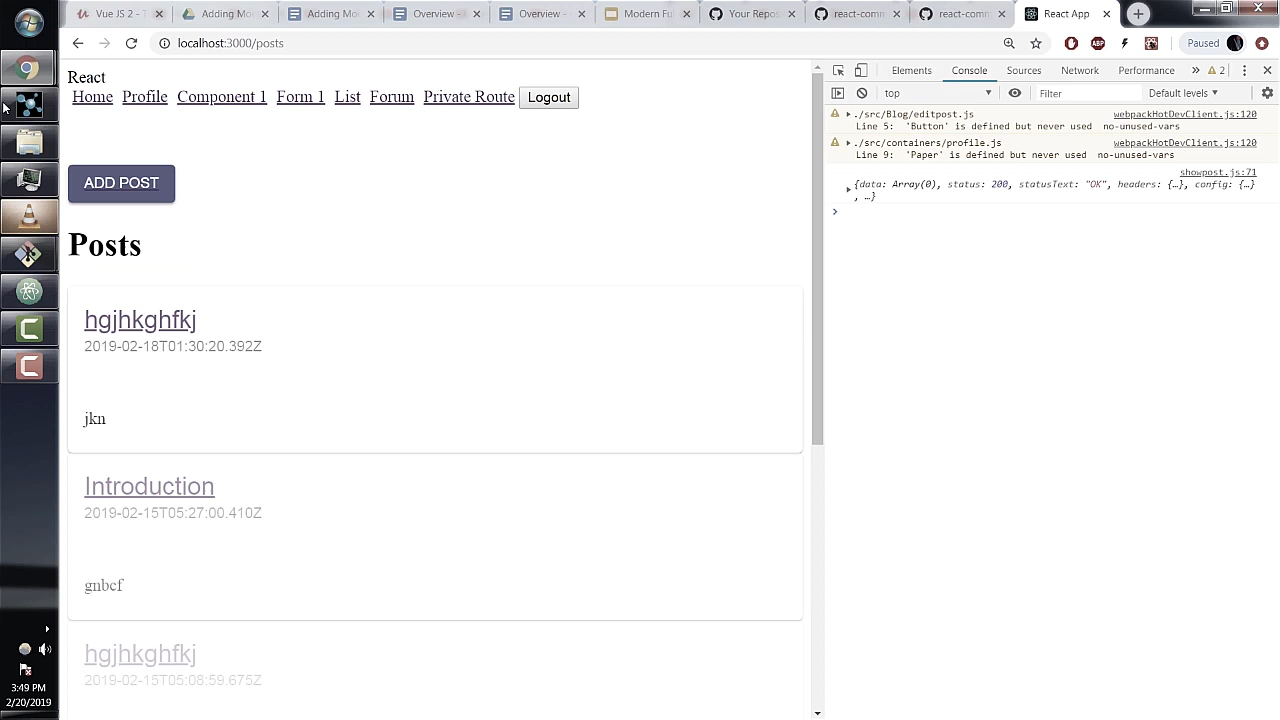 Vue JS 2 - T
Adding Mo
Adding Mo
Overview -
Overview -
Modern Fu
Your Repos
react-comm
react-comm
React App
localhost:3000/posts
ABP
Paused
React
Home Profile Component 1 Form 1 List Forum Private Route Logout
ADD POST
Posts
hgjhkghfkj
2019-02-18T01:30:20.392Z
jkn
Introduction
2019-02-15T05:27:00.410Z
gnbcf
hgjhkghfkj
2019-02-15T05:08:59.675Z
Elements Console Sources Network Performance » 2
top Filter Default levels
./src/Blog/editpost.js webpackHotDevClient.js:120
Line 5: 'Button' is defined but never used no-unused-vars
./src/containers/profile.js webpackHotDevClient.js:120
Line 9: 'Paper' is defined but never used no-unused-vars
showpost.js:71
{data: Array(0), status: 200, statusText: "OK", headers: {…}, config: {…}
, …}
3:49 PM
2/20/2019